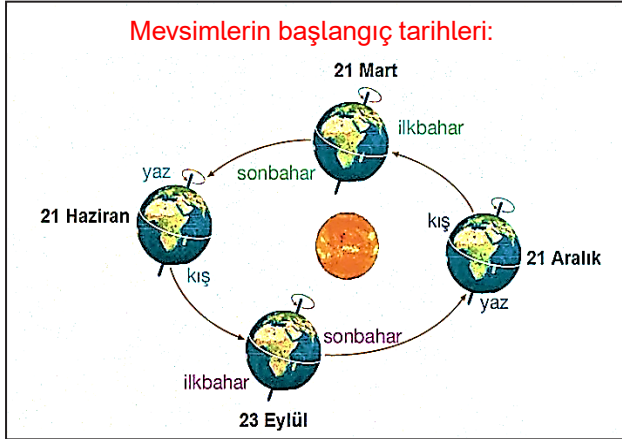 Mevsimlerin başlangıç tarihleri:
21 Mart
ilkbahar
sonbahar
yaz
21 Haziran
kış
kış
21 Aralık
yaz
sonbahar
ilkbahar
23 Eylül